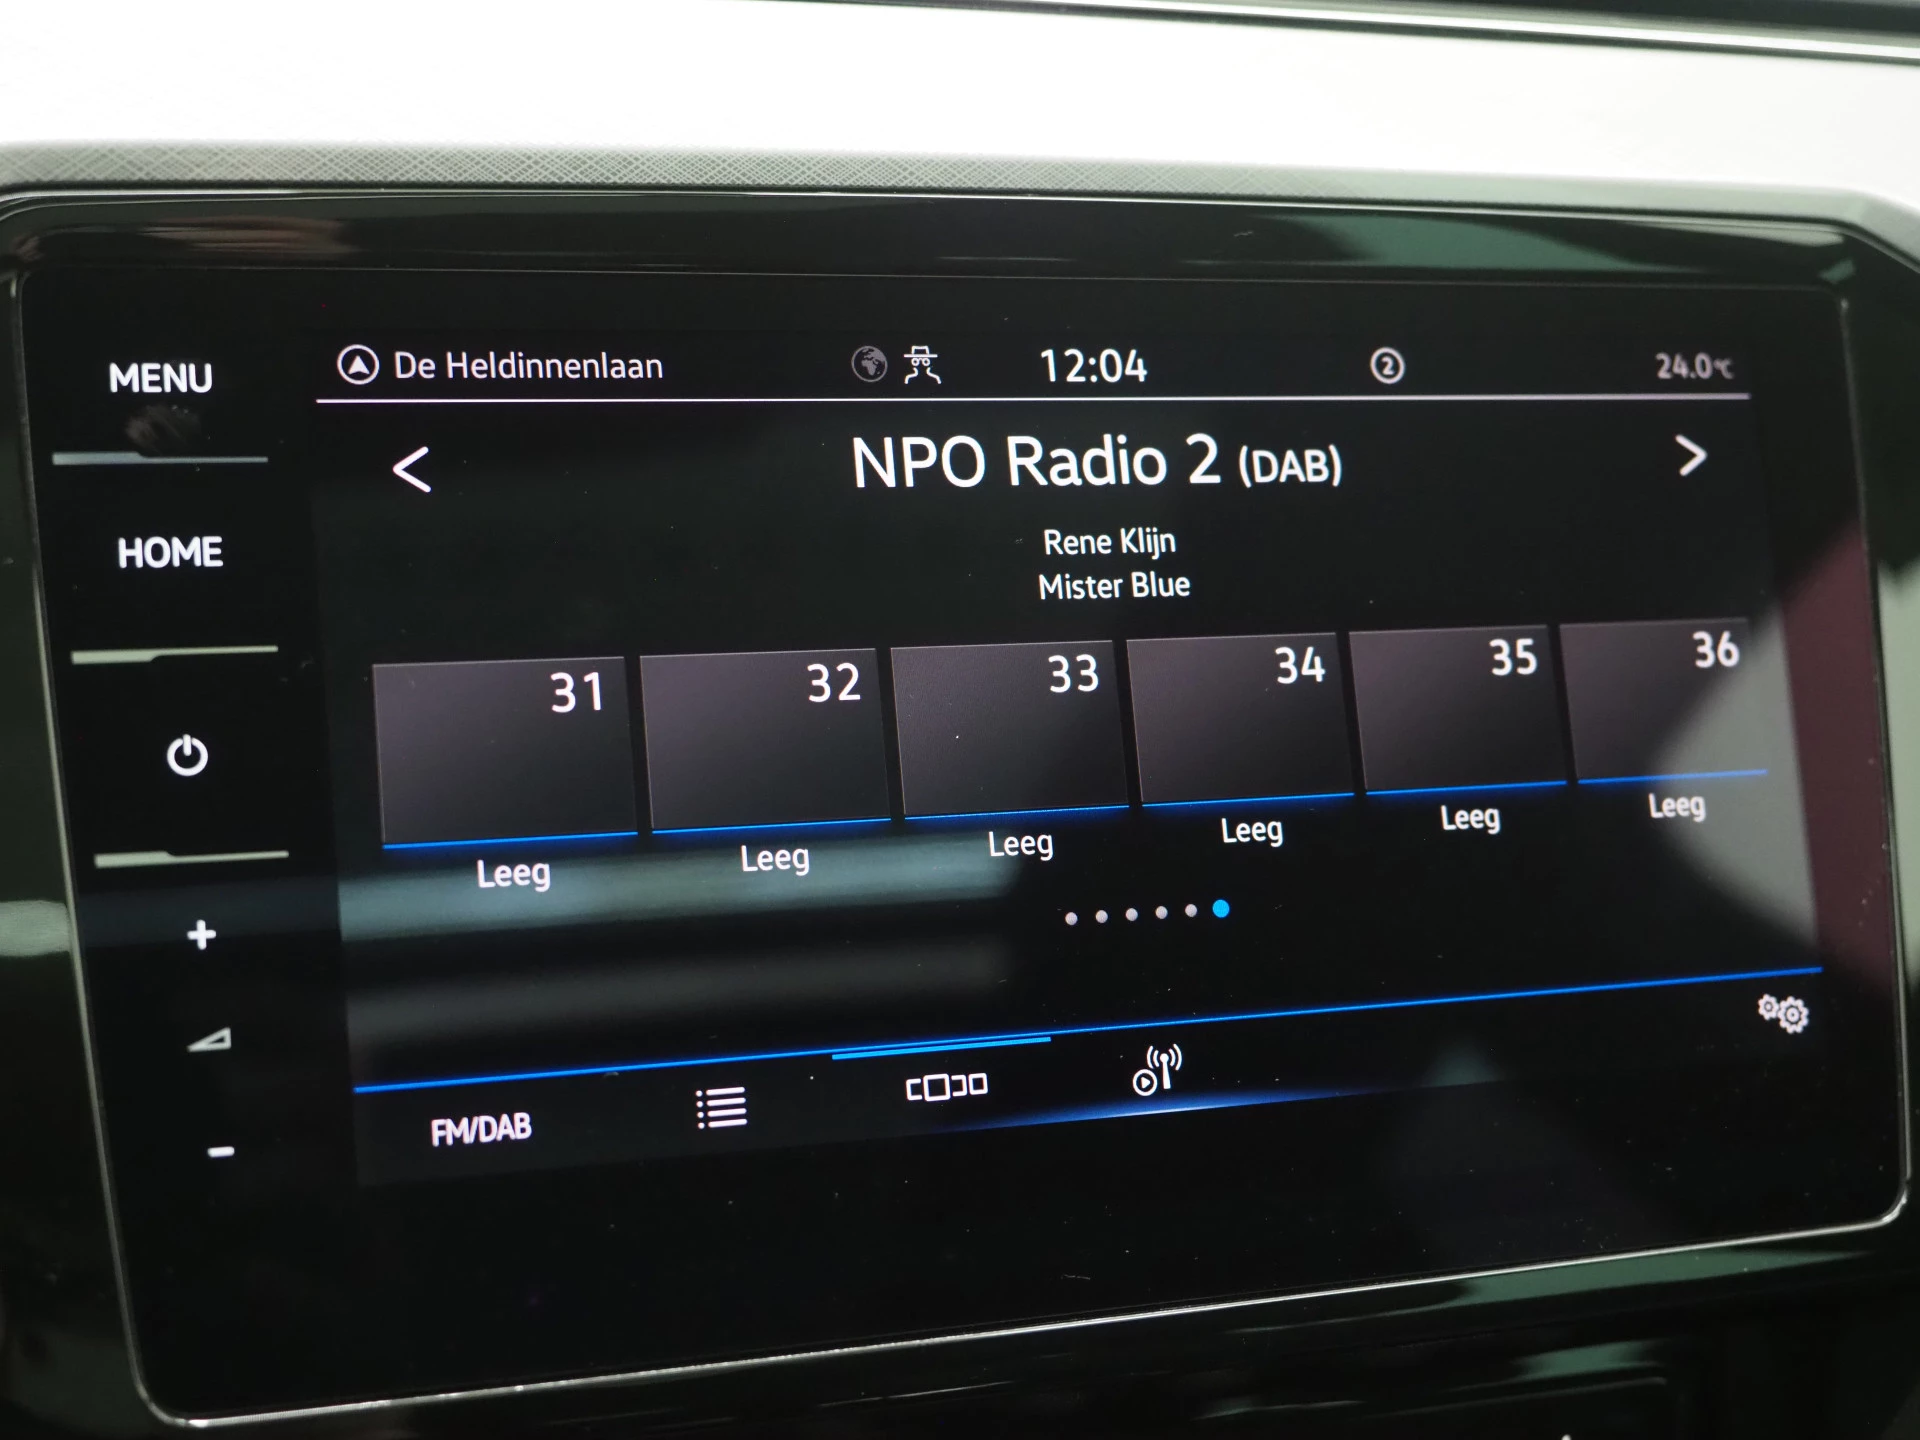 MENU
De Heldinnenlaan 12:04 2 24.0°C
NPO Radio 2 (DAB)
HOME
Rene Klijn
Mister Blue
31 32 33 34 35 36
Leeg Leeg Leeg Leeg Leeg Leeg
FM/DAB